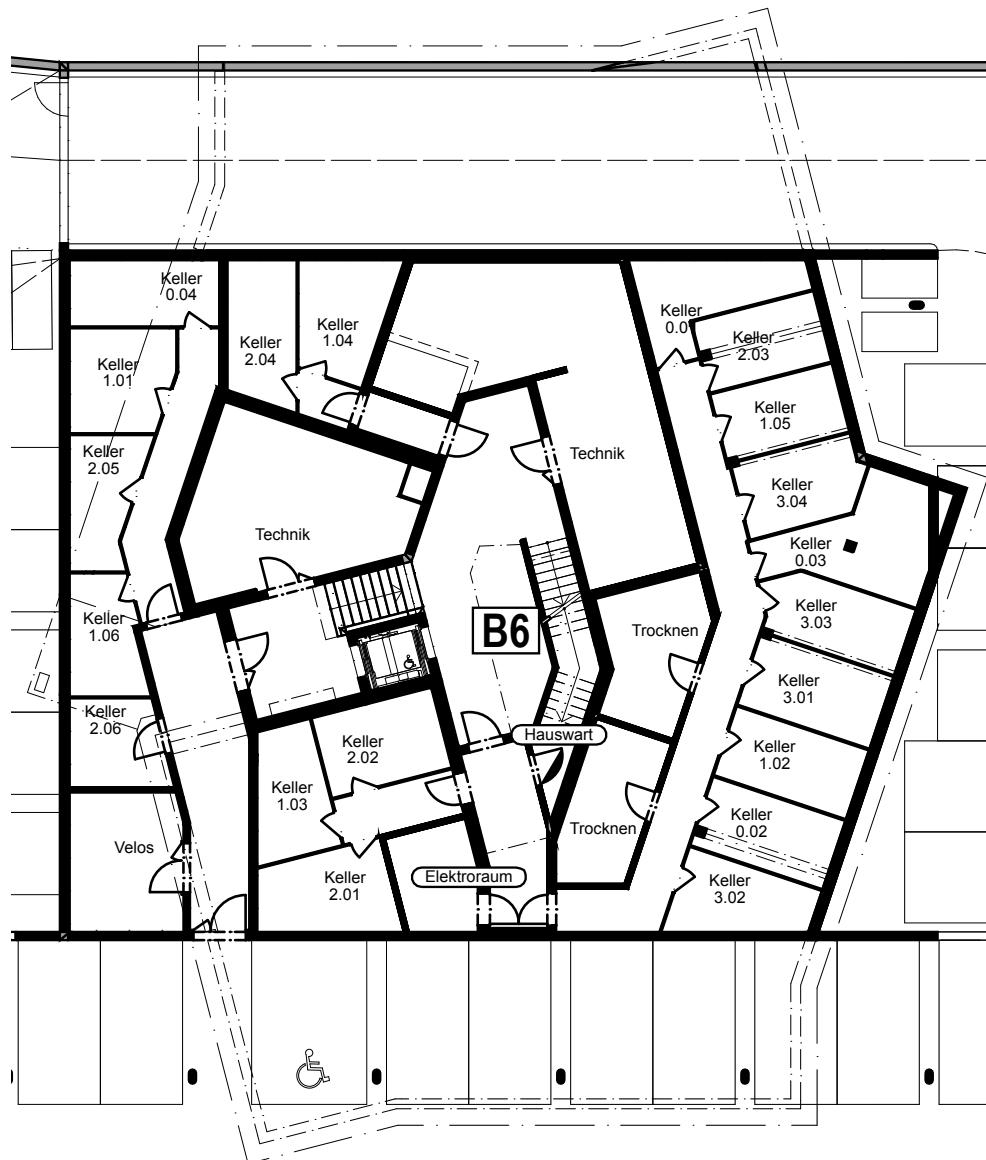 Keller
0.04
Keller
1.04
Keller
2.04
Keller
0.0
Keller
2.03
Keller
1.01
Keller
1.05
Keller
2.05
Technik
Keller
3.04
Technik
Keller
0.03
Keller
1.06
B6
Trocknen
Keller
3.03
Keller
3.01
Keller
2.06
Keller
2.02
Hauswart
Keller
1.02
Keller
1.03
Keller
0.02
Velos
Trocknen
Elektroraum
Keller
2.01
Keller
3.02